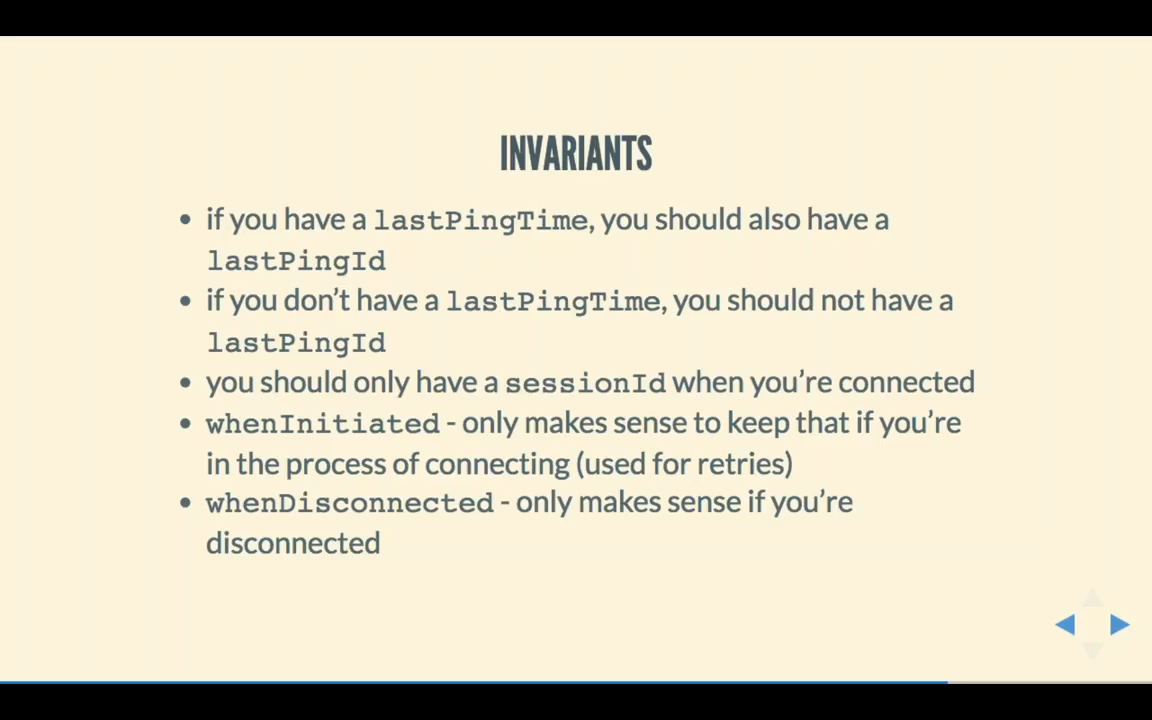 INVARIANTS
• if you have a lastPingTime, you should also have a
lastPingId
• if you don’t have a lastPingTime, you should not have a
lastPingId
• you should only have a sessionId when you’re connected
• whenInitiated - only makes sense to keep that if you’re
in the process of connecting (used for retries)
• whenDisconnected - only makes sense if you’re
disconnected